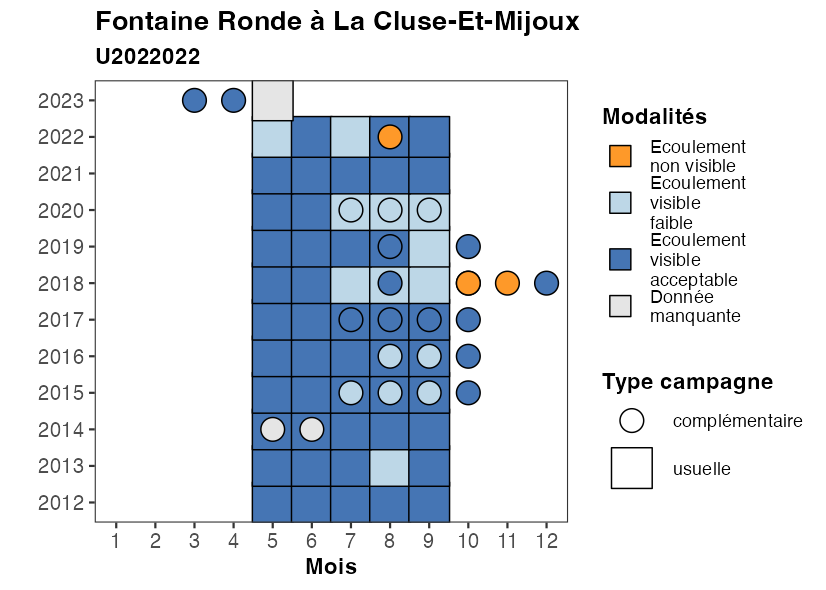 Fontaine Ronde à La Cluse-Et-Mijoux
U2022022
2023
2022
2021
2020
2019
2018
2017
2016
2015
2014
2013
2012
1 2 3 4 5 6 7 8 9 10 11 12
Mois
Modalités
Ecoulement
non visible
Ecoulement
visible
faible
Ecoulement
visible
acceptable
Donnée
manquante
Type campagne
complémentaire
usuelle